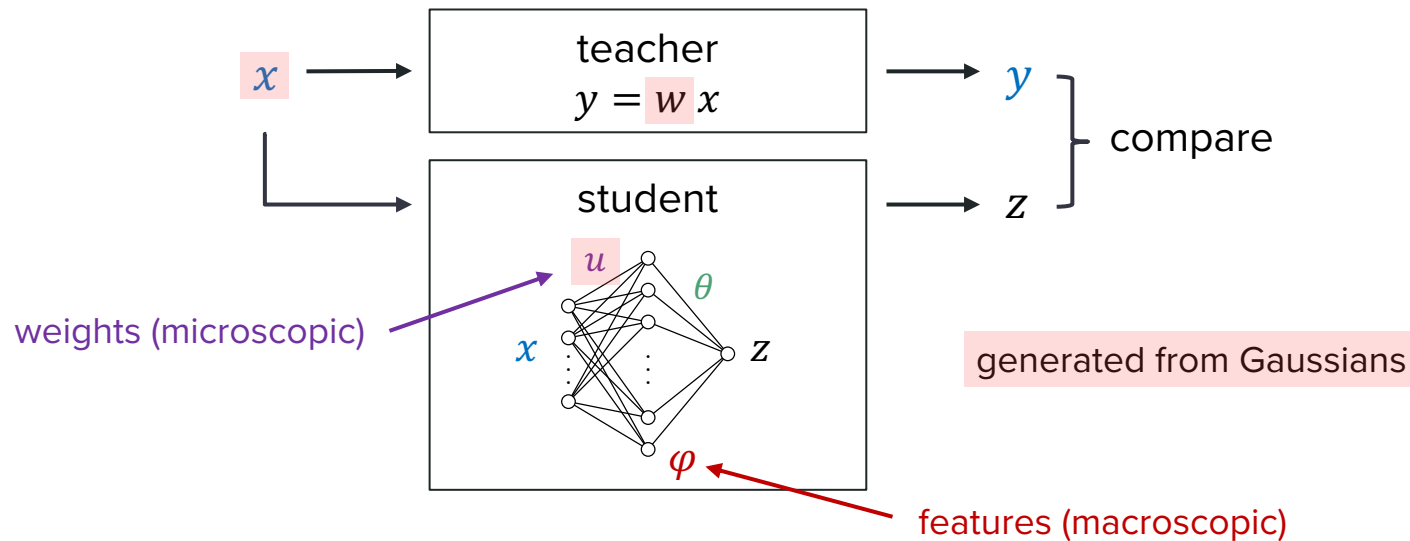 teacher
x
y = w x
y
compare
student
z
u
θ
weights (microscopic)
x
z
generated from Gaussians
φ
features (macroscopic)